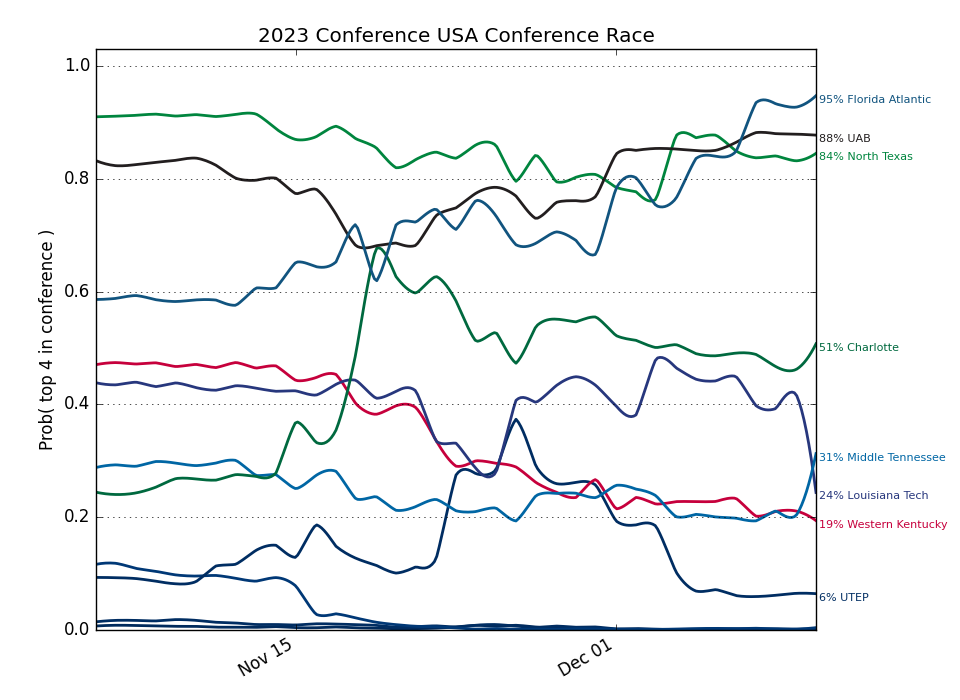 2023 Conference USA Conference Race
1.0
0.8
0.6
0.4
0.2
0.0
Prob( top 4 in conference )
Nov 15
Dec 01
95% Florida Atlantic
88% UAB
84% North Texas
51% Charlotte
31% Middle Tennessee
24% Louisiana Tech
19% Western Kentucky
6% UTEP